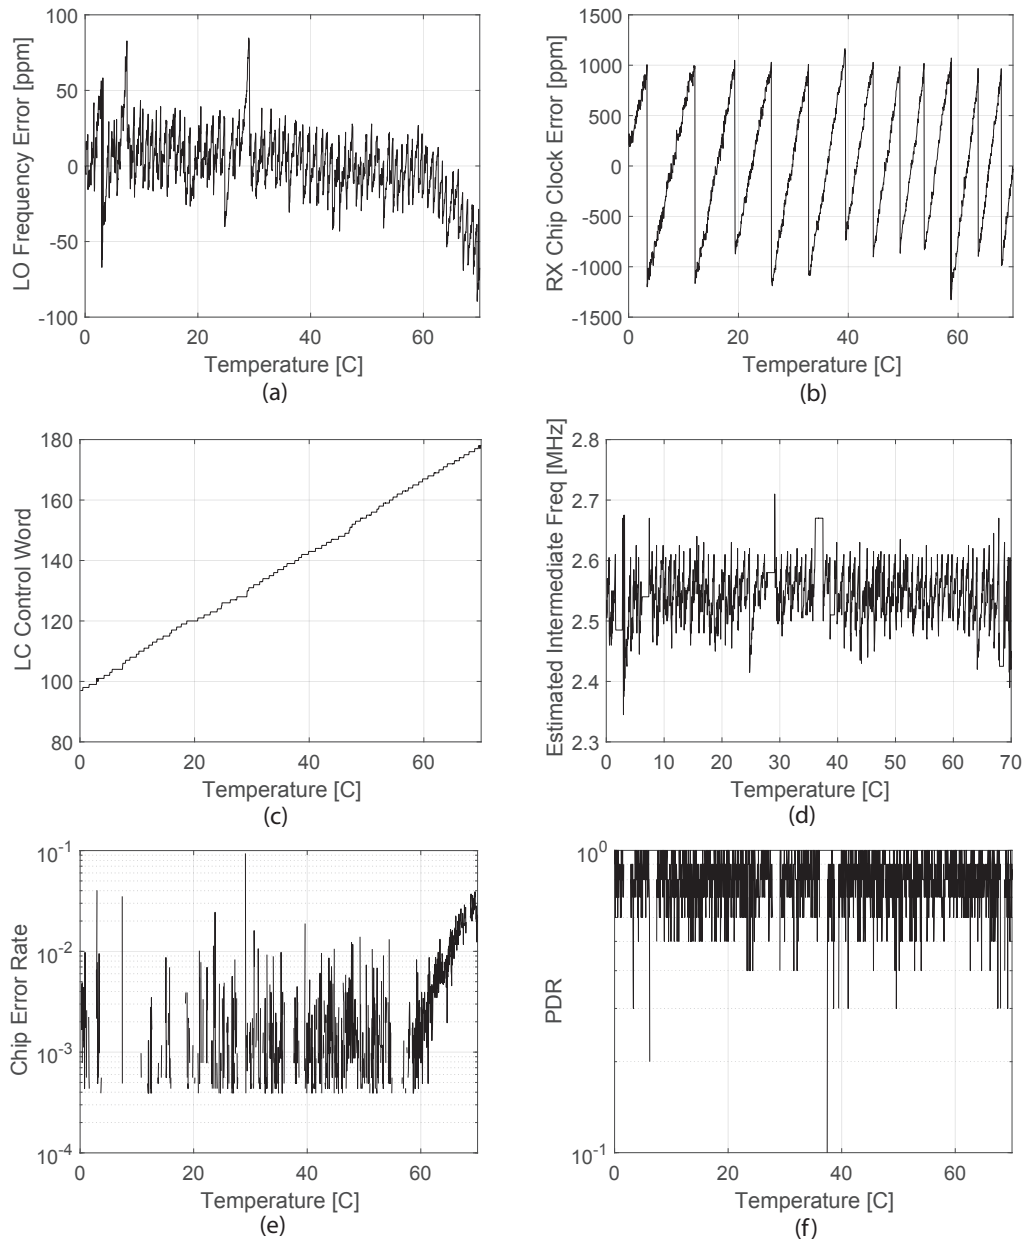 100
50
0
-50
-100
LO Frequency Error [ppm]
0 20 40 60
Temperature [C]
(a)
1500
1000
500
0
-500
-1000
-1500
RX Chip Clock Error [ppm]
0 20 40 60
Temperature [C]
(b)
180
160
140
120
100
80
LC Control Word
0 20 40 60
Temperature [C]
(c)
2.8
2.7
2.6
2.5
2.4
2.3
Estimated Intermediate Freq [MHz]
0 10 20 30 40 50 60 70
Temperature [C]
(d)
10-1
10-2
10-3
10-4
Chip Error Rate
0 20 40 60
Temperature [C]
(e)
100
10-1
PDR
0 20 40 60
Temperature [C]
(f)